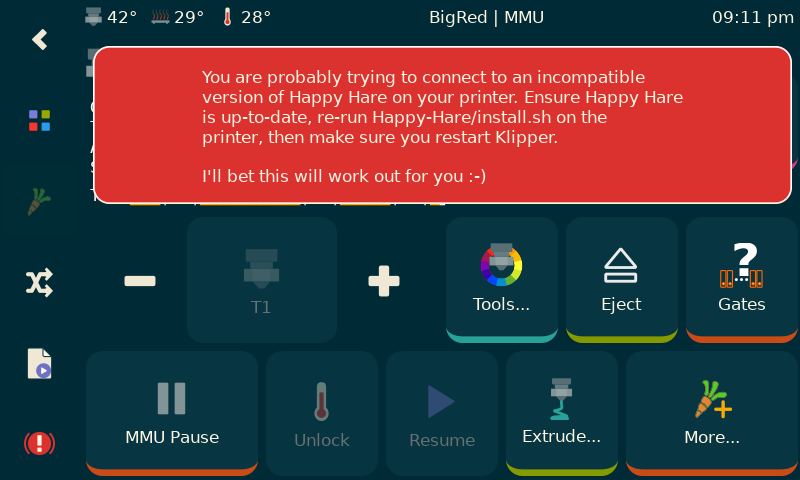 42° 29° 28° BigRed | MMU 09:11 pm
You are probably trying to connect to an incompatible
version of Happy Hare on your printer. Ensure Happy Hare
is up-to-date, re-run Happy-Hare/install.sh on the
printer, then make sure you restart Klipper.
I'll bet this will work out for you :-)
T1
Tools...
Eject
?
Gates
MMU Pause
Unlock
Resume
Extrude...
More...